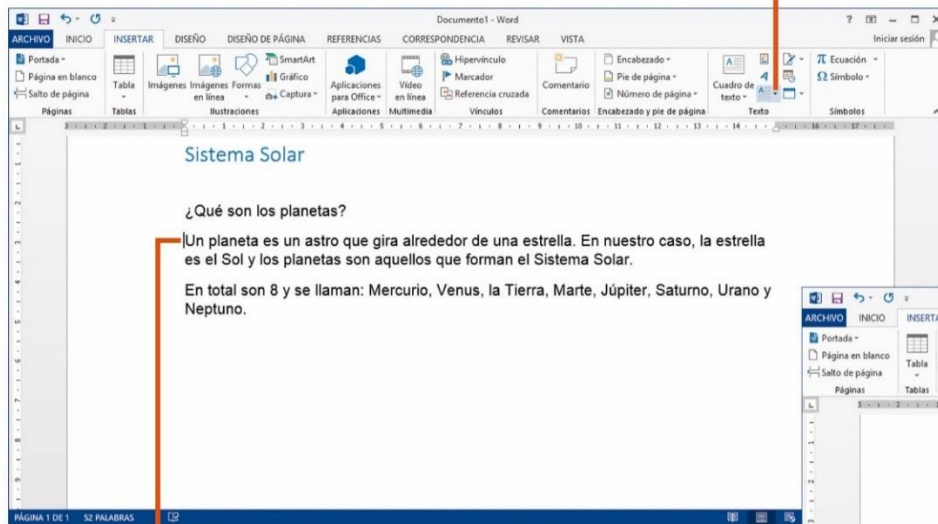 Documento1 - Word
ARCHIVO INICIO INSERTAR DISEÑO DISEÑO DE PÁGINA REFERENCIAS CORRESPONDENCIA REVISAR VISTA Iniciar sesión
Portada
Página en blanco
Salto de página
Páginas
Tabla
Tablas
Imágenes
Imágenes en línea
Formas
SmartArt
Gráfico
Captura
Ilustraciones
Aplicaciones para Office
Aplicaciones
Vídeo en línea
Multimedia
Hipervínculo
Marcador
Referencia cruzada
Vínculos
Comentario
Comentarios
Encabezado
Pie de página
Número de página
Encabezado y pie de página
Cuadro de texto
Texto
Ecuación
Símbolo
Símbolos
Sistema Solar
¿Qué son los planetas?
Un planeta es un astro que gira alrededor de una estrella. En nuestro caso, la estrella
es el Sol y los planetas son aquellos que forman el Sistema Solar.
En total son 8 y se llaman: Mercurio, Venus, la Tierra, Marte, Júpiter, Saturno, Urano y
Neptuno.
PÁGINA 1 DE 1 52 PALABRAS
ARCHIVO INICIO INSERTA
Portada
Página en blanco
Salto de página
Páginas
Tabla
Tablas